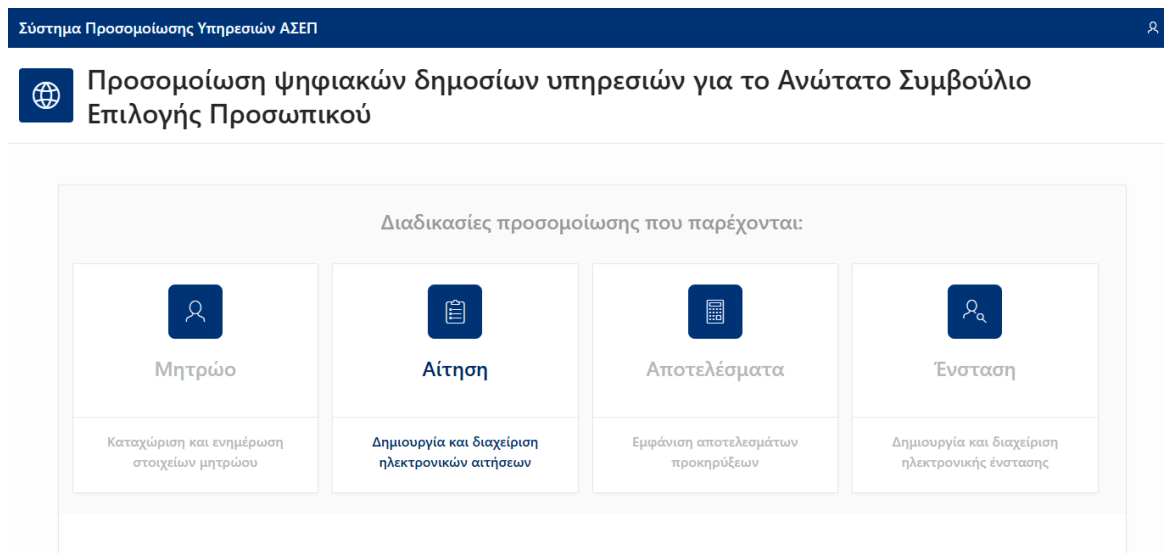 Σύστημα Προσομοίωσης Υπηρεσιών ΑΣΕΠ
Προσομοίωση ψηφιακών δημοσίων υπηρεσιών για το Ανώτατο Συμβούλιο
Επιλογής Προσωπικού
Διαδικασίες προσομοίωσης που παρέχονται:
Μητρώο
Καταχώριση και ενημέρωση
στοιχείων μητρώου
Αίτηση
Δημιουργία και διαχείριση
ηλεκτρονικών αιτήσεων
Αποτελέσματα
Εμφάνιση αποτελεσμάτων
προκηρύξεων
Ένσταση
Δημιουργία και διαχείριση
ηλεκτρονικής ένστασης